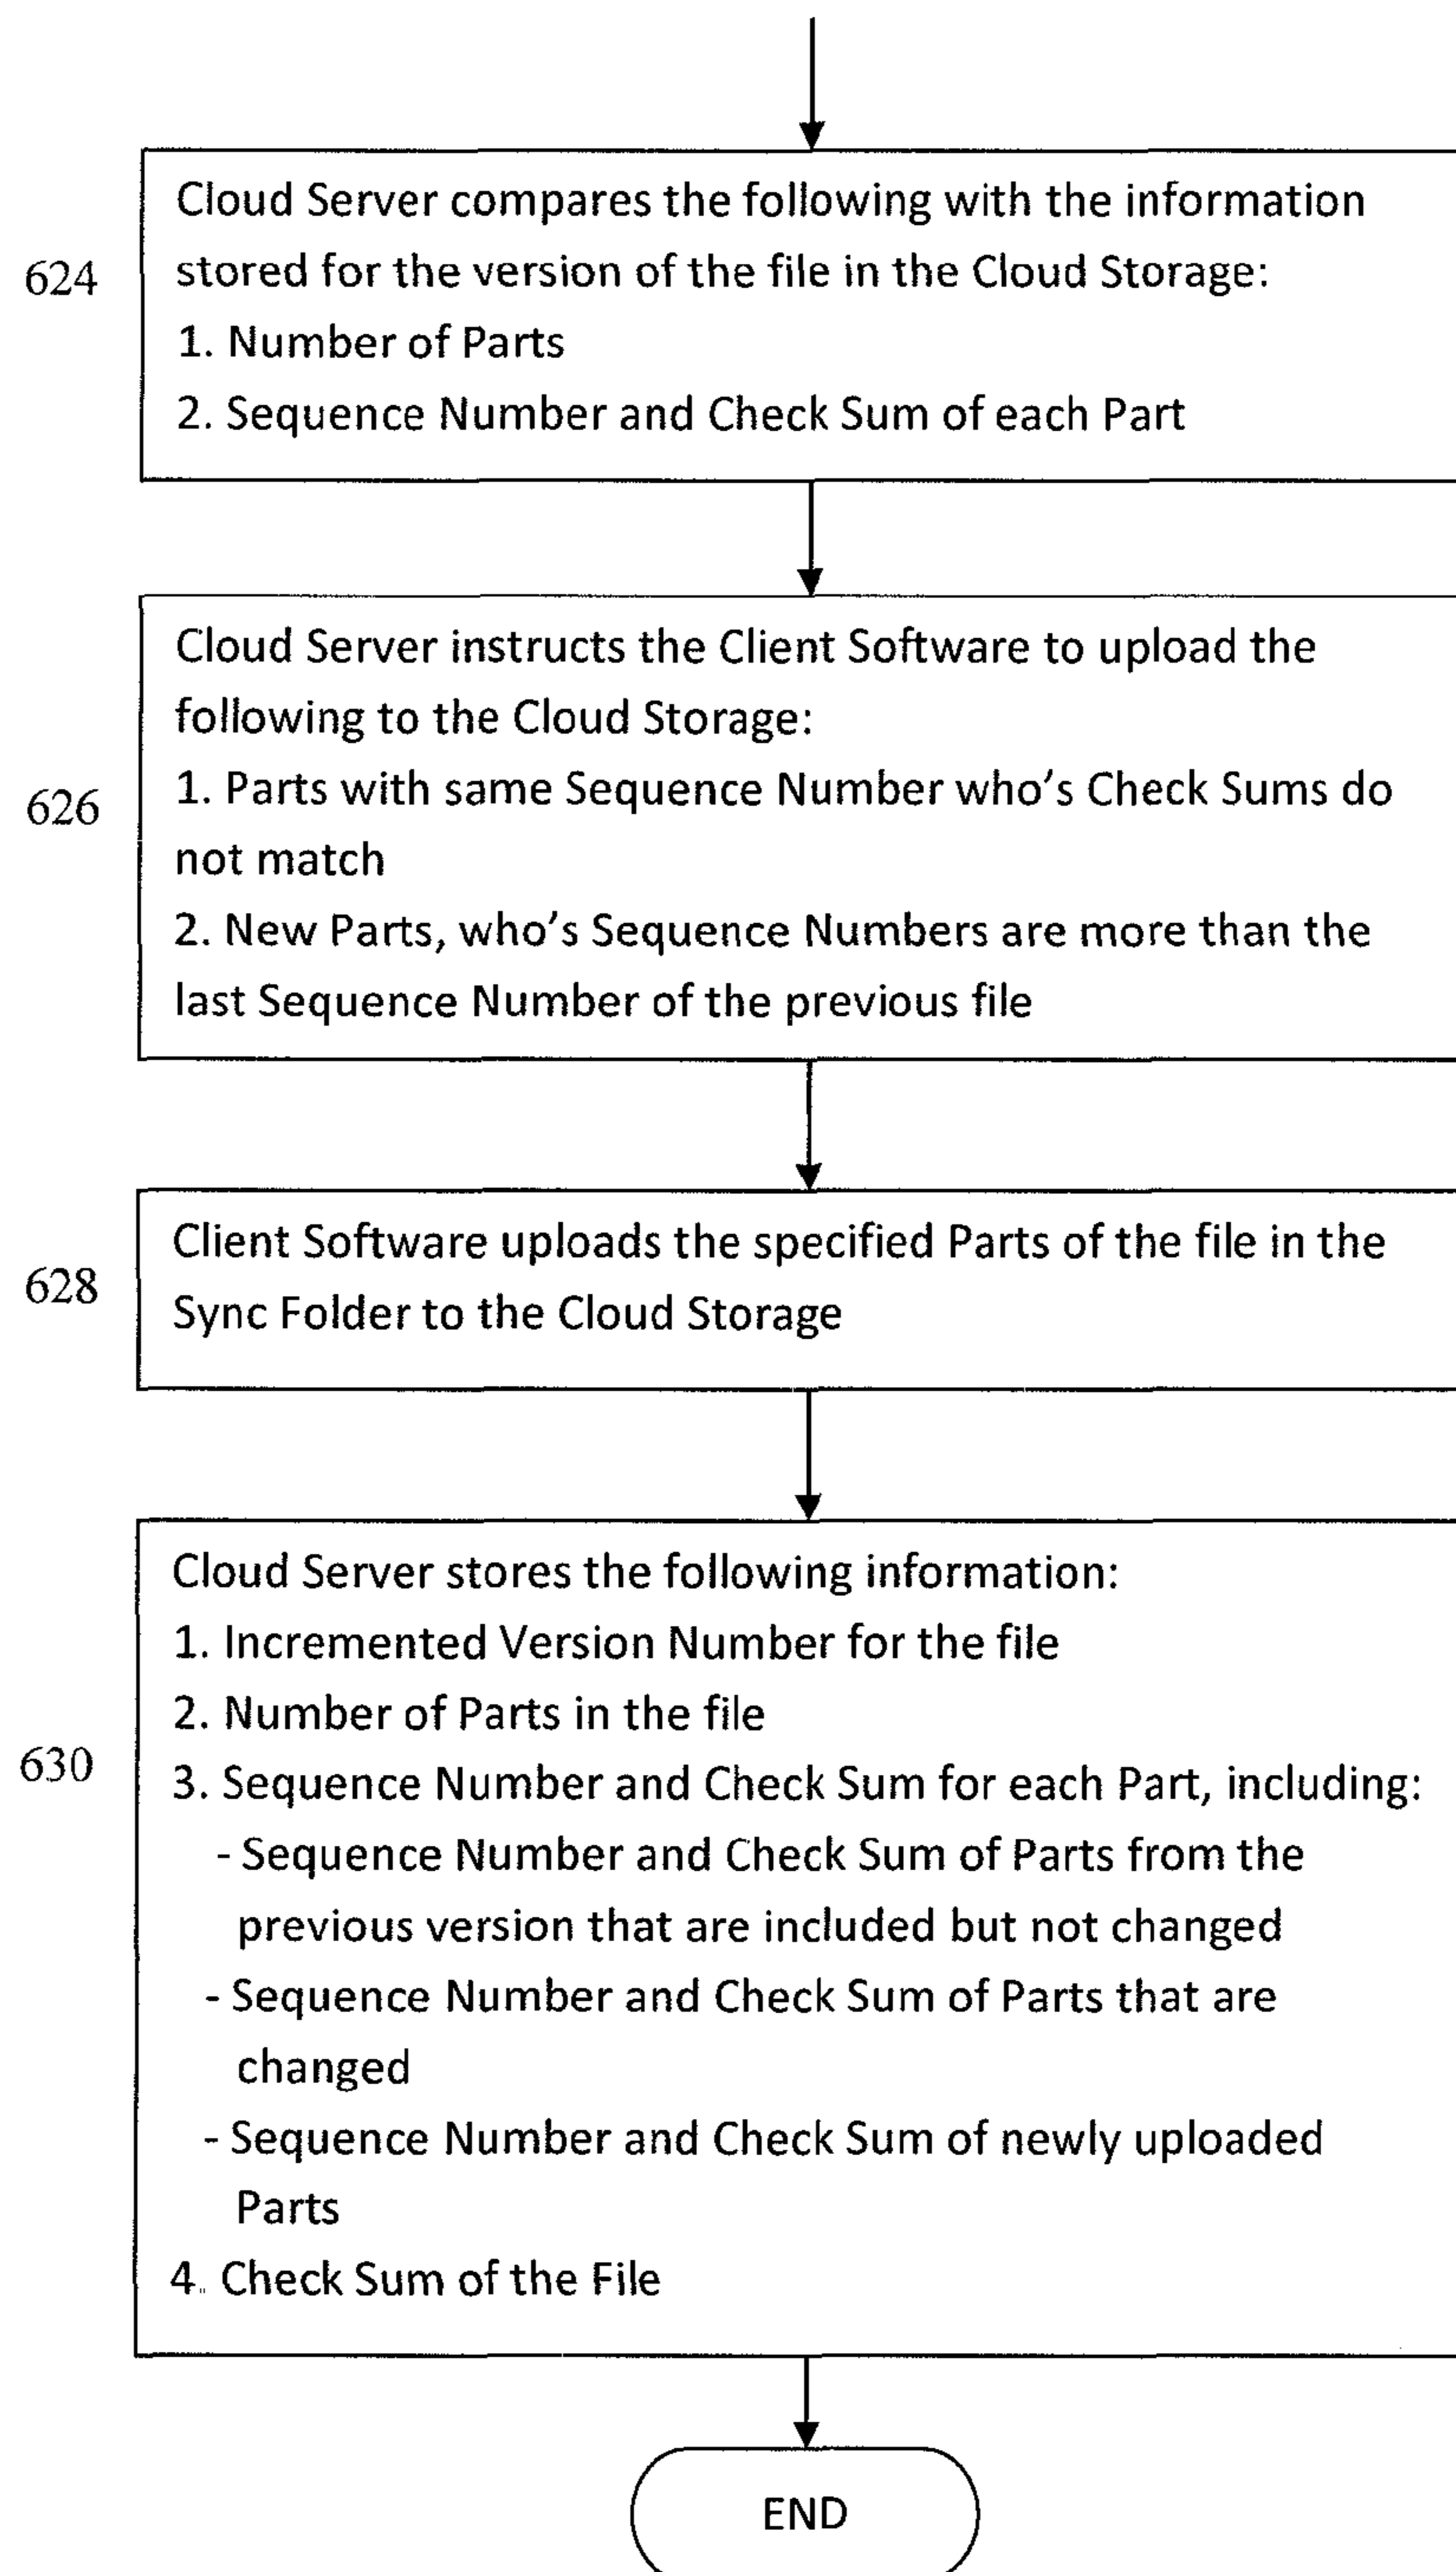 Cloud Server compares the following with the information
stored for the version of the file in the Cloud Storage:
1. Number of Parts
2. Sequence Number and Check Sum of each Part
624
Cloud Server instructs the Client Software to upload the
following to the Cloud Storage:
1. Parts with same Sequence Number who's Check Sums do
not match
2. New Parts, who's Sequence Numbers are more than the
last Sequence Number of the previous file
626
Client Software uploads the specified Parts of the file in the
Sync Folder to the Cloud Storage
628
Cloud Server stores the following information:
1. Incremented Version Number for the file
2. Number of Parts in the file
3. Sequence Number and Check Sum for each Part, including:
- Sequence Number and Check Sum of Parts from the
previous version that are included but not changed
- Sequence Number and Check Sum of Parts that are
changed
- Sequence Number and Check Sum of newly uploaded
Parts
4. Check Sum of the File
630
END